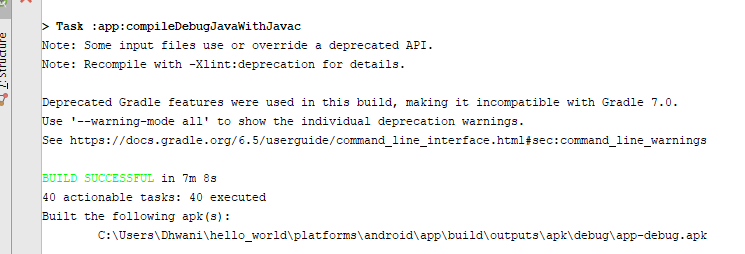 > Task :app:compileDebugJavaWithJavac
Note: Some input files use or override a deprecated API.
Note: Recompile with -Xlint:deprecation for details.
Deprecated Gradle features were used in this build, making it incompatible with Gradle 7.0.
Use '--warning-mode all' to show the individual deprecation warnings.
See https://docs.gradle.org/6.5/userguide/command_line_interface.html#sec:command_line_warnings
BUILD SUCCESSFUL in 7m 8s
40 actionable tasks: 40 executed
Built the following apk(s):
C:\Users\Dhwani\hello_world\platforms\android\app\build\outputs\apk\debug\app-debug.apk
7: Structure